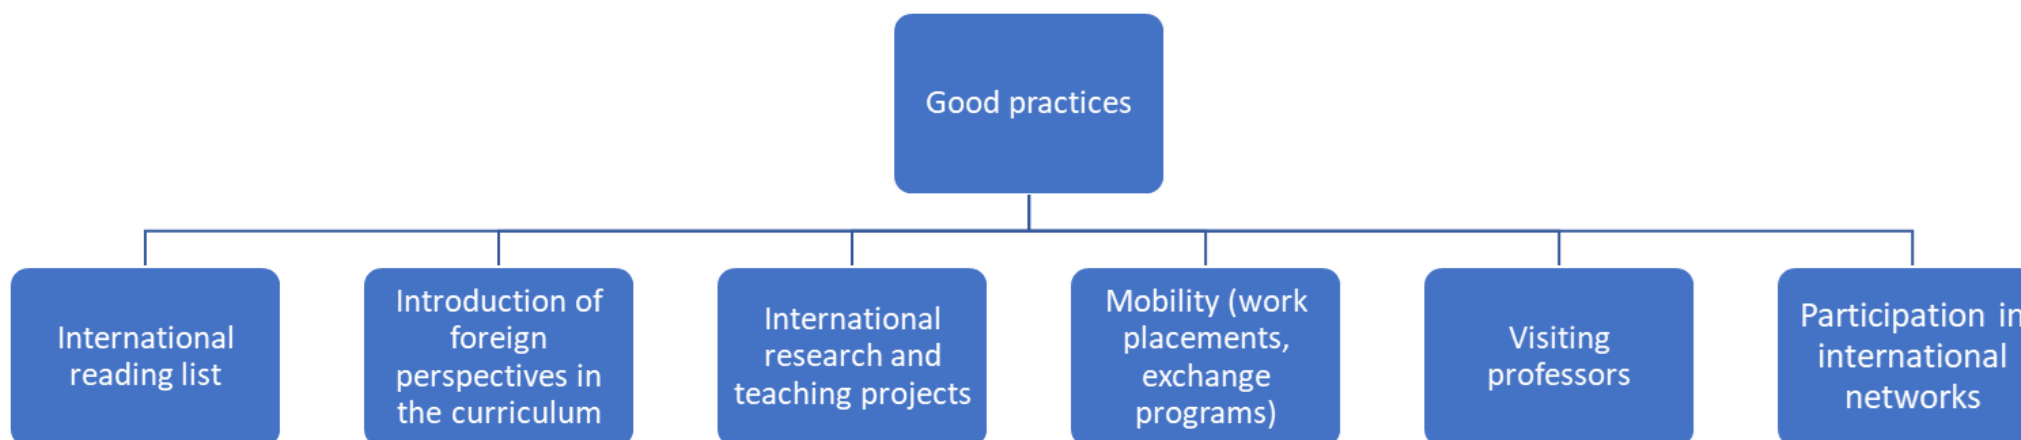 Good practices
International
reading list
Introduction of
foreign
perspectives in
the curriculum
International
research and
teaching projects
Mobility (work
placements,
exchange
programs)
Visiting
professors
Participation in
international
networks